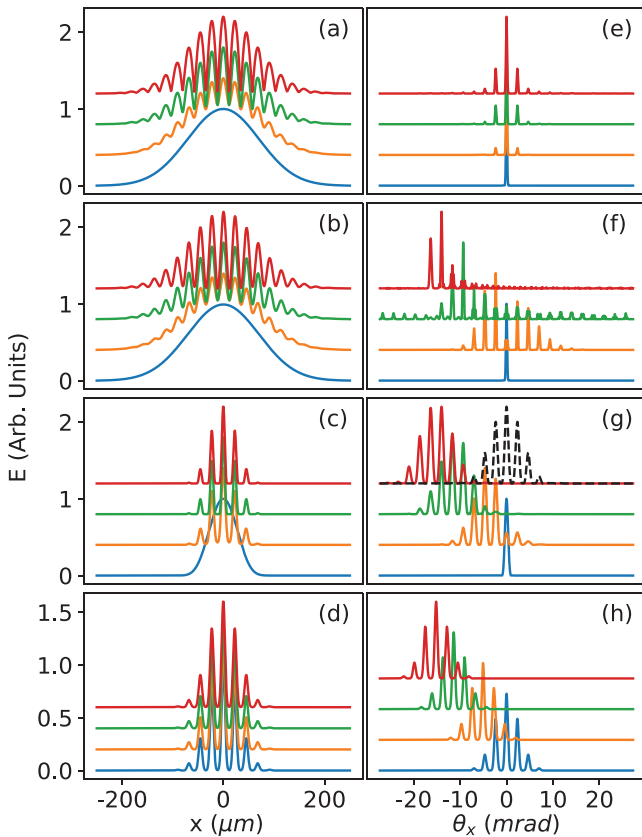 (a) (e)
2
1
0
(b) (f)
2
1
0
E (Arb. Units)
(c) (g)
2
1
0
(d) (h)
1.5
1.0
0.5
0.0
-200 0 200 -20 -10 0 10 20
x (μm) θx (mrad)